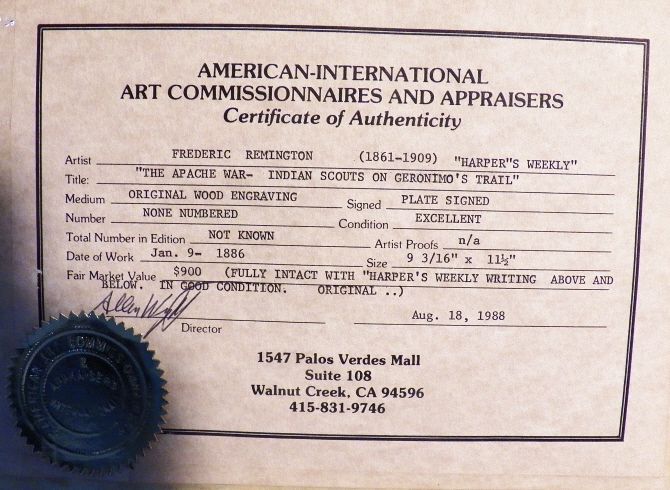 AMERICAN-INTERNATIONAL
ART COMMISSIONNAIRES AND APPRAISERS
Certificate of Authenticity
Artist FREDERIC REMINGTON (1861-1909) "HARPER"S WEEKLY"
Title: "THE APACHE WAR- INDIAN SCOUTS ON GERONIMO'S TRAIL"
Medium ORIGINAL WOOD ENGRAVING Signed PLATE SIGNED
Number NONE NUMBERED Condition EXCELLENT
Total Number in Edition NOT KNOWN Artist Proofs n/a
Date of Work Jan. 9- 1886 Size 9 3/16" x 11½"
Fair Market Value $900 (FULLY INTACT WITH "HARPER'S WEEKLY WRITING ABOVE AND
BELOW. IN GOOD CONDITION. ORIGINAL ..)
Director Aug. 18, 1988
1547 Palos Verdes Mall
Suite 108
Walnut Creek, CA 94596
415-831-9746